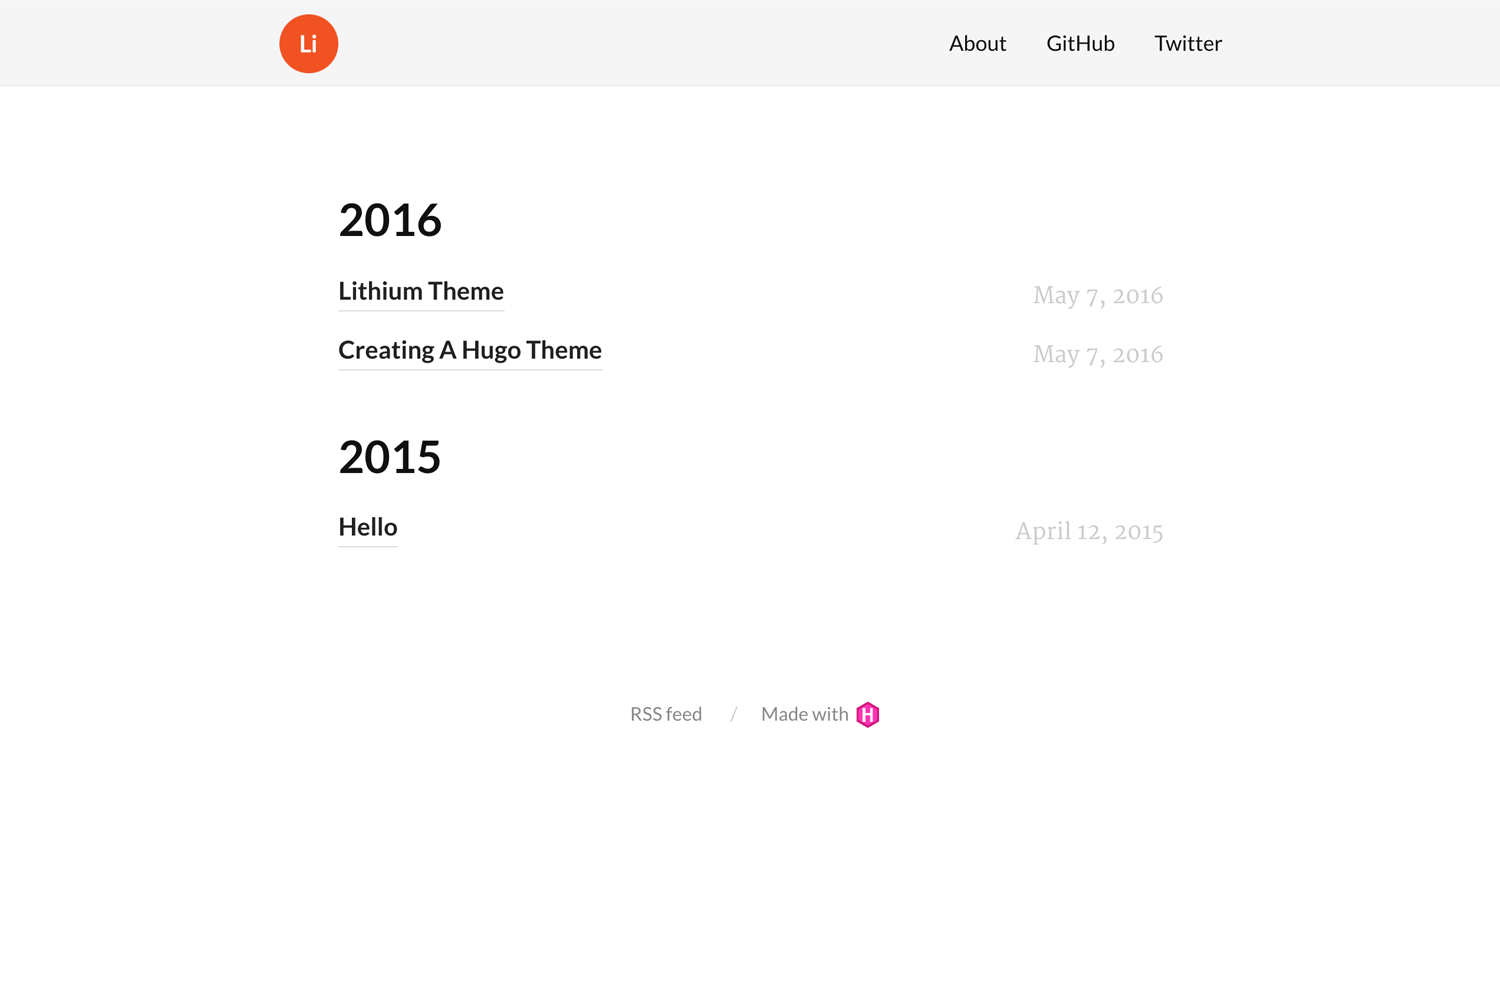 Li
About GitHub Twitter
2016
Lithium Theme May 7, 2016
Creating A Hugo Theme May 7, 2016
2015
Hello April 12, 2015
RSS feed / Made with H